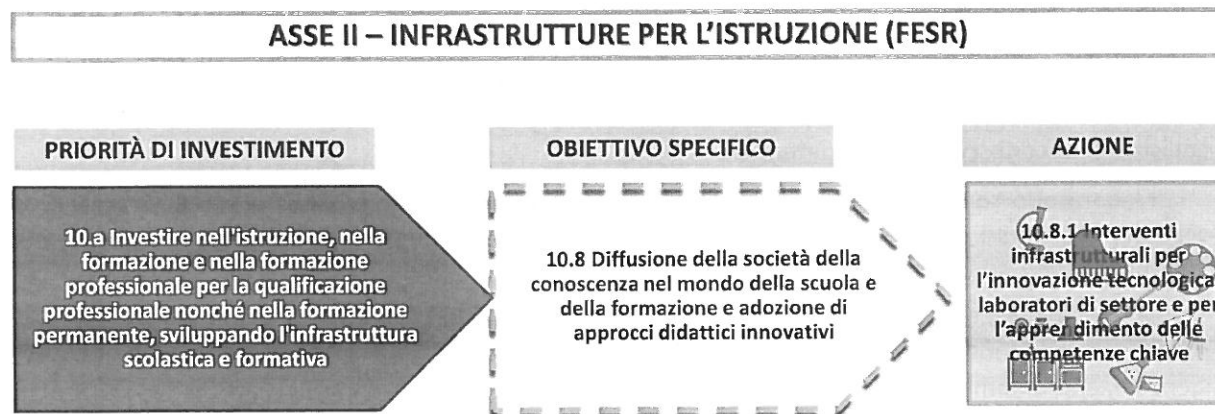 ASSE II – INFRASTRUTTURE PER L'ISTRUZIONE (FESR)
PRIORITÀ DI INVESTIMENTO
10.a Investire nell'istruzione, nella
formazione e nella formazione
professionale per la qualificazione
professionale nonché nella formazione
permanente, sviluppando l'infrastruttura
scolastica e formativa
OBIETTIVO SPECIFICO
10.8 Diffusione della società della
conoscenza nel mondo della scuola e
della formazione e adozione di
approcci didattici innovativi
AZIONE
10.8.1 Interventi
infrastrutturali per
l'innovazione tecnologica,
laboratori di settore e per
l'apprendimento delle
competenze chiave